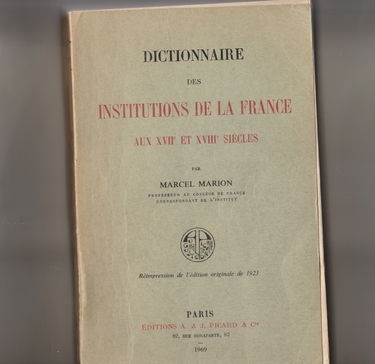 DICTIONNAIRE
DES
INSTITUTIONS DE LA FRANCE
AUX XVIIᵉ ET XVIIIᵉ SIÈCLES
PAR
MARCEL MARION
PROFESSEUR AU COLLÈGE DE FRANCE
CORRESPONDANT DE L'INSTITUT
Réimpression de l'édition originale de 1923
PARIS
ÉDITIONS A. & J. PICARD & Cⁱᵉ
82, RUE BONAPARTE, 82
—
1969